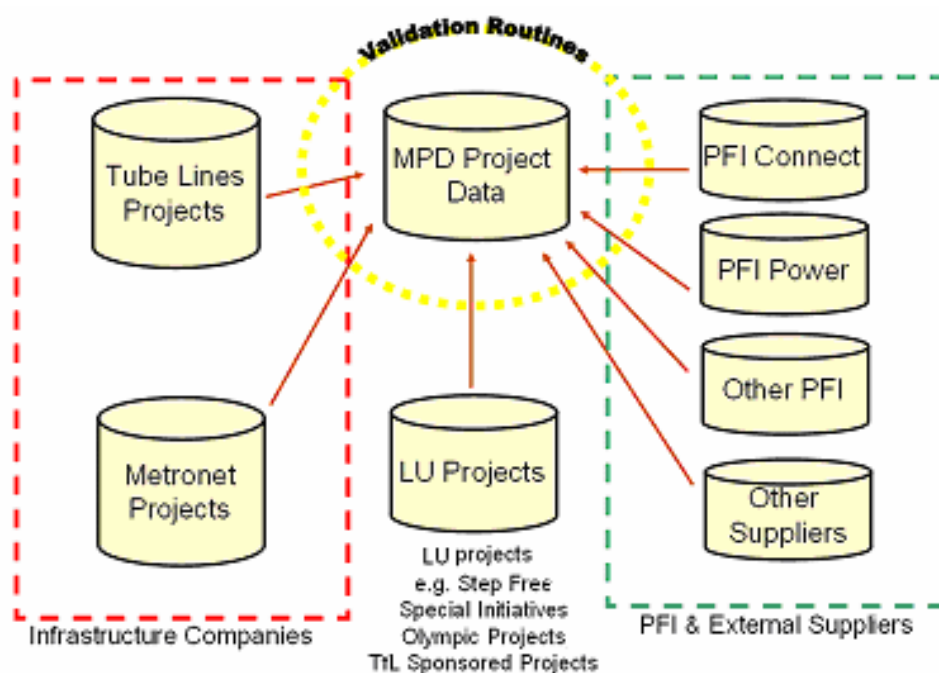 Validation Routines
Tube Lines
Projects
MPD Project
Data
PFI Connect
PFI Power
Other PFI
Other
Suppliers
Metronet
Projects
LU Projects
LU projects
e.g. Step Free
Special Initiatives
Olympic Projects
TfL Sponsored Projects
Infrastructure Companies
PFI & External Suppliers